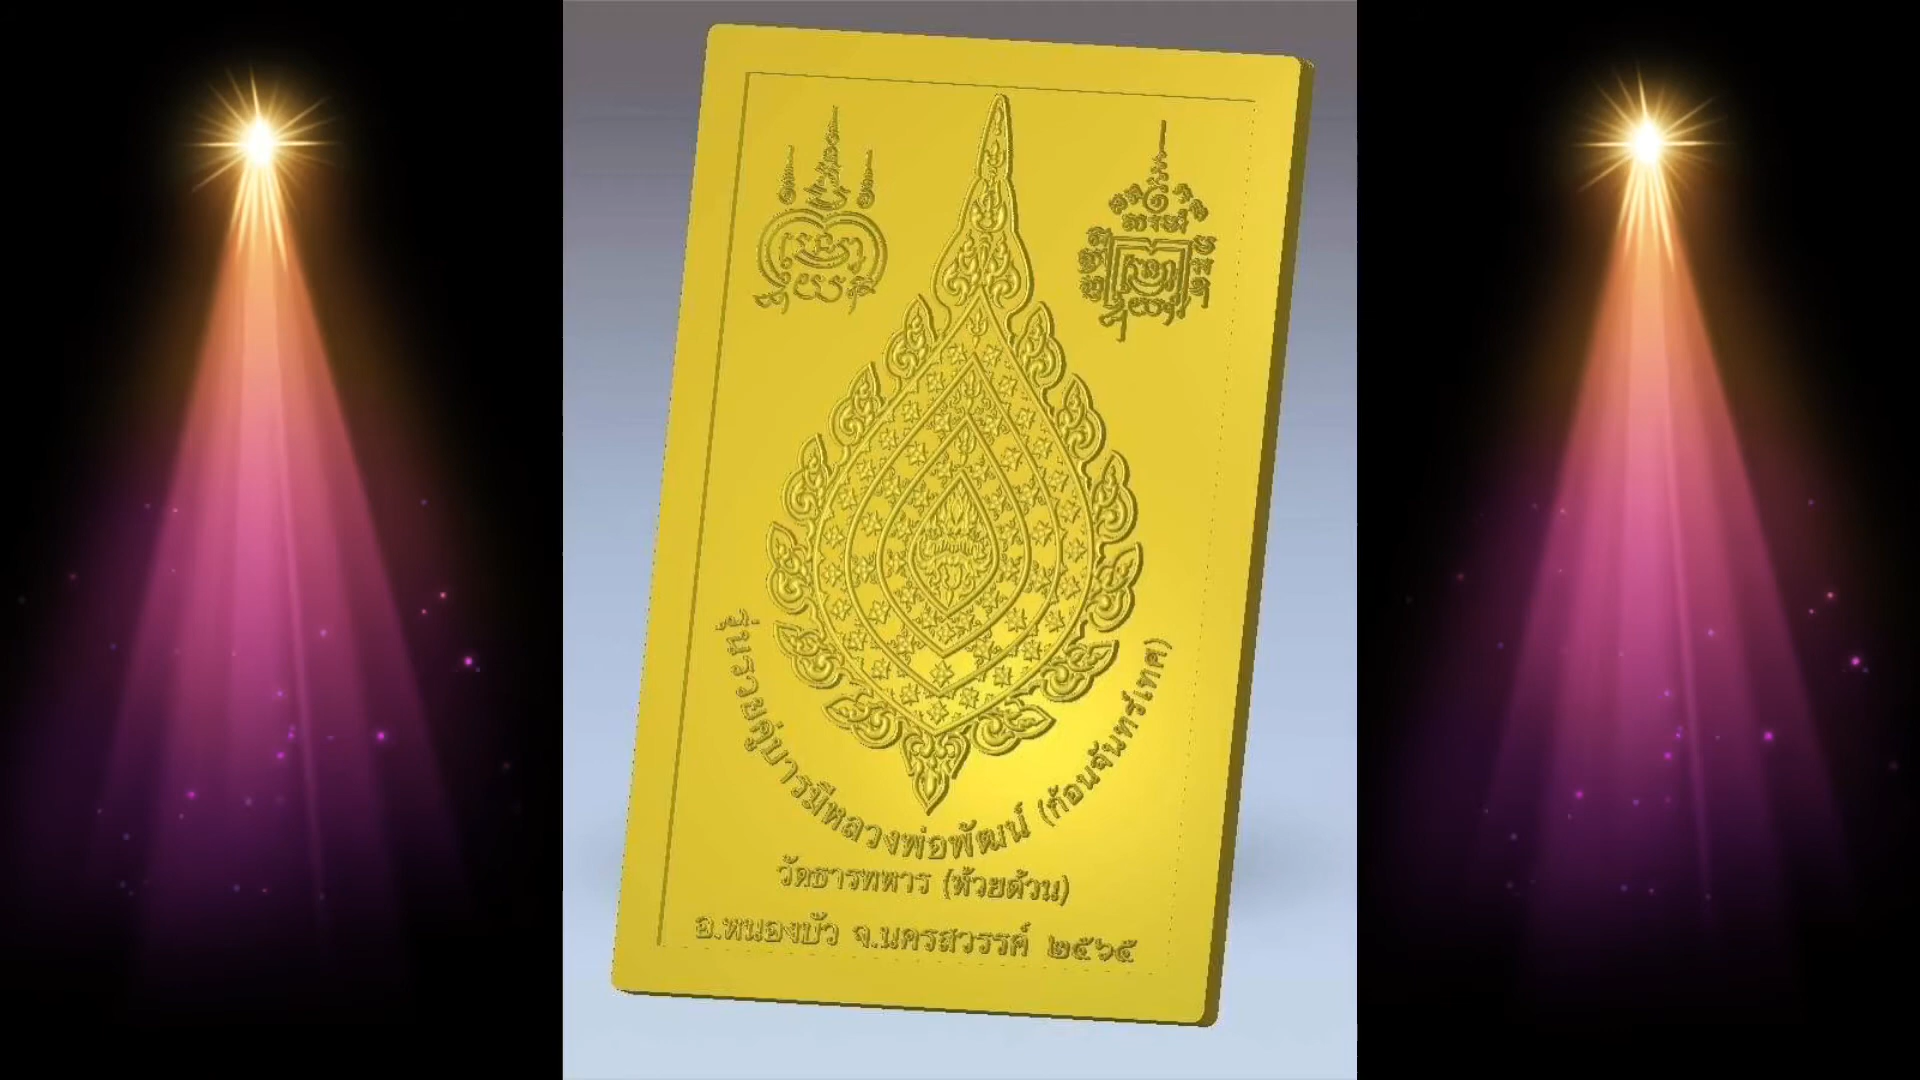 รุ่นรวยคู่บารมีหลวงพ่อพัฒน์ (ก้อนจันทร์เทศ)
วัดธารทหาร (ห้วยด้วน)
อ.หนองบัว จ.นครสวรรค์ ๒๕๖๕